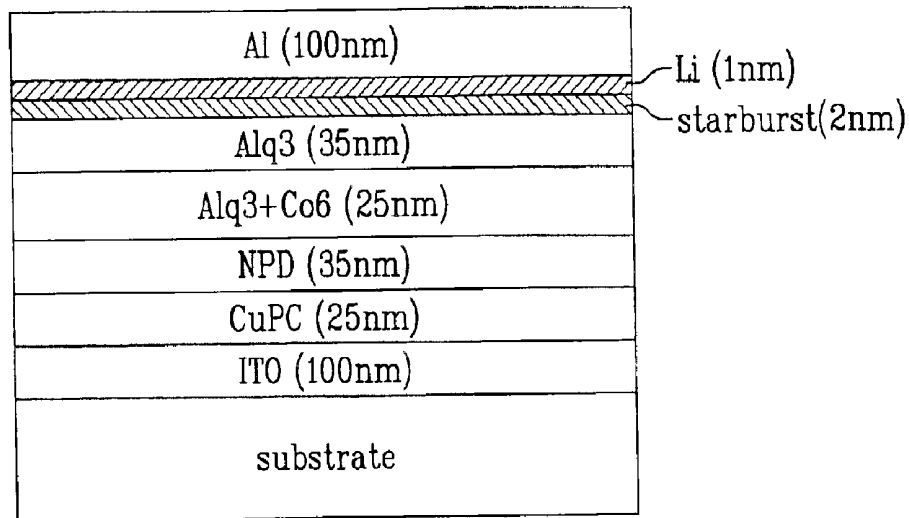 Al (100nm)
Li (1nm)
starburst(2nm)
Alq3 (35nm)
Alq3+Co6 (25nm)
NPD (35nm)
CuPC (25nm)
ITO (100nm)
substrate